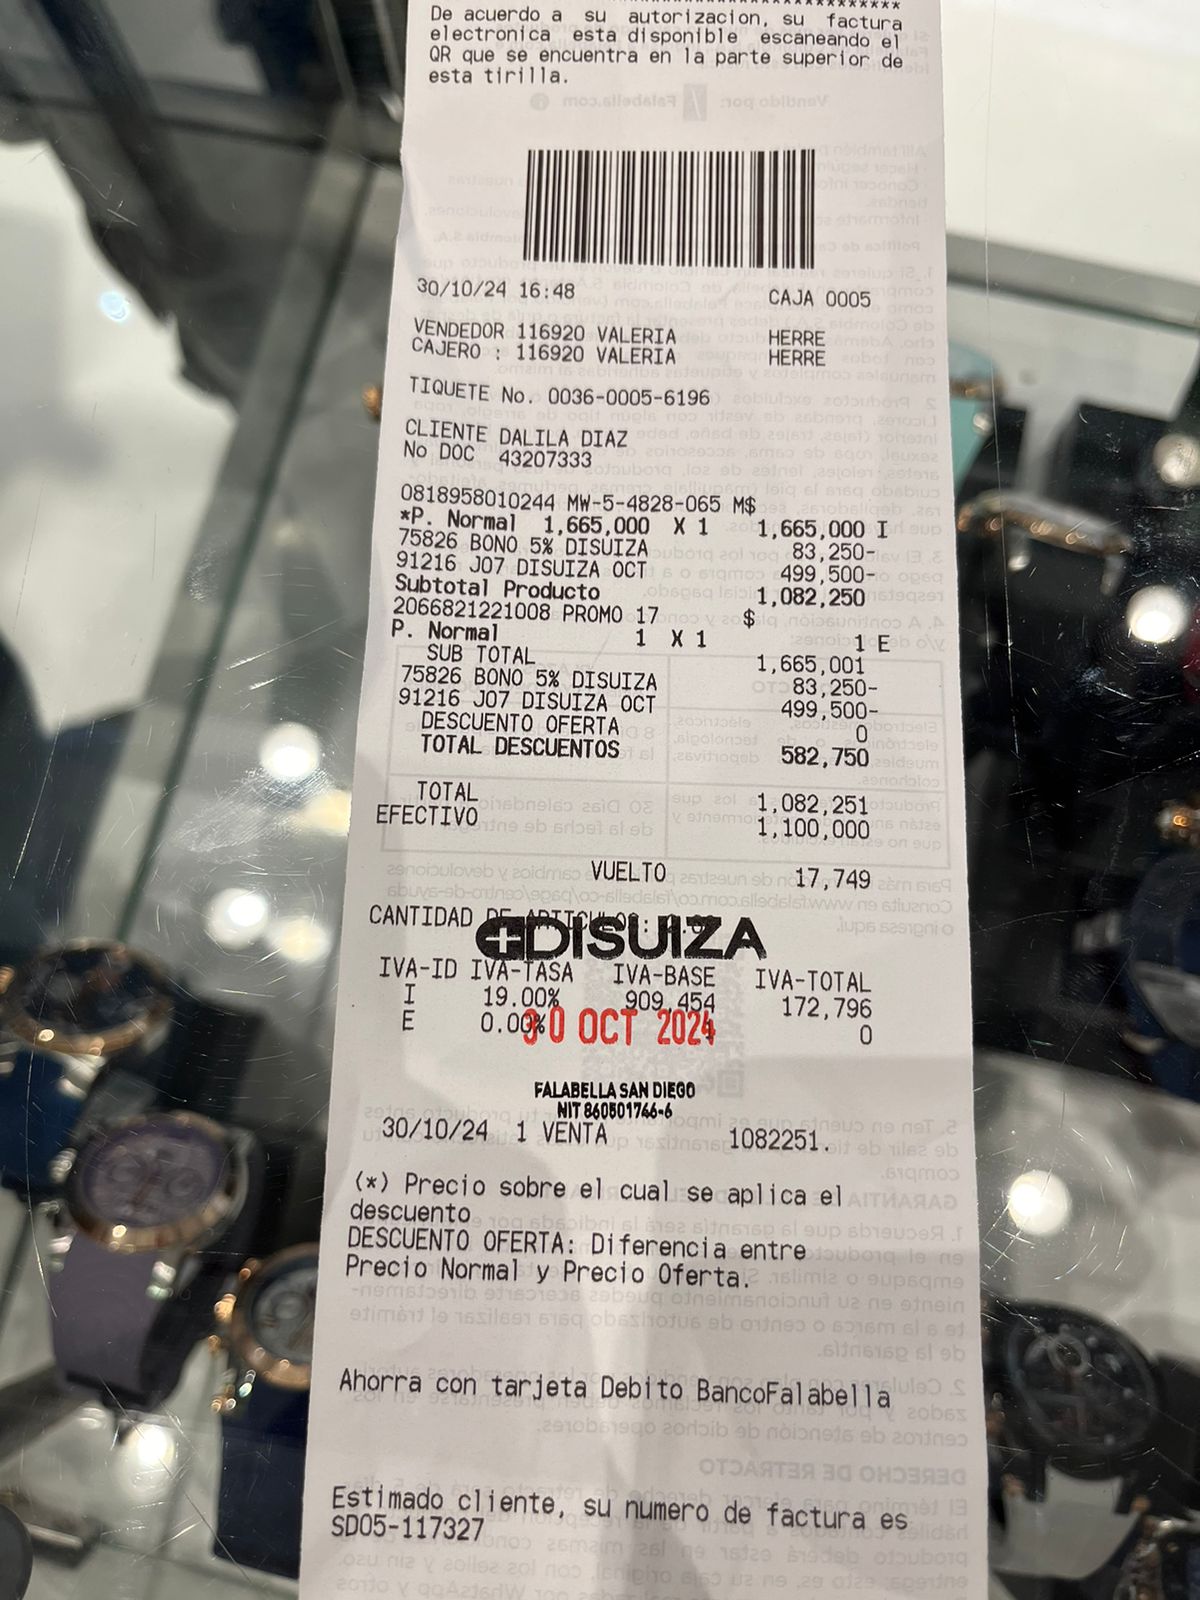 De acuerdo a su autorizacion, su factura
electronica esta disponible escaneando el
QR que se encuentra en la parte superior de
esta tirilla.
30/10/24 16:48 CAJA 0005
VENDEDOR 116920 VALERIA HERRE
CAJERO : 116920 VALERIA HERRE
TIQUETE No. 0036-0005-6196
CLIENTE DALILA DIAZ
No DOC 43207333
0818958010244 MW-5-4828-065 M$
*P. Normal 1,665,000 X 1 1,665,000 I
75826 BONO 5% DISUIZA 83,250-
91216 J07 DISUIZA OCT 499,500-
Subtotal Producto 1,082,250
2066821221008 PROMO 17 $
P. Normal 1 X 1 1 E
SUB TOTAL 1,665,001
75826 BONO 5% DISUIZA 83,250-
91216 J07 DISUIZA OCT 499,500-
DESCUENTO OFERTA 0
TOTAL DESCUENTOS 582,750
TOTAL 1,082,251
EFECTIVO 1,100,000
VUELTO 17,749
CANTIDAD DE ARTICULOS:
DISUIZA
IVA-ID IVA-TASA IVA-BASE IVA-TOTAL
I 19.00% 909,454 172,796
E 0.00% 0
30 OCT 2024
FALABELLA SAN DIEGO
NIT 860501766-6
30/10/24 1 VENTA 1082251.
(*) Precio sobre el cual se aplica el
descuento
DESCUENTO OFERTA: Diferencia entre
Precio Normal y Precio Oferta.
Ahorra con tarjeta Debito BancoFalabella
Estimado cliente, su numero de factura es
SD05-117327